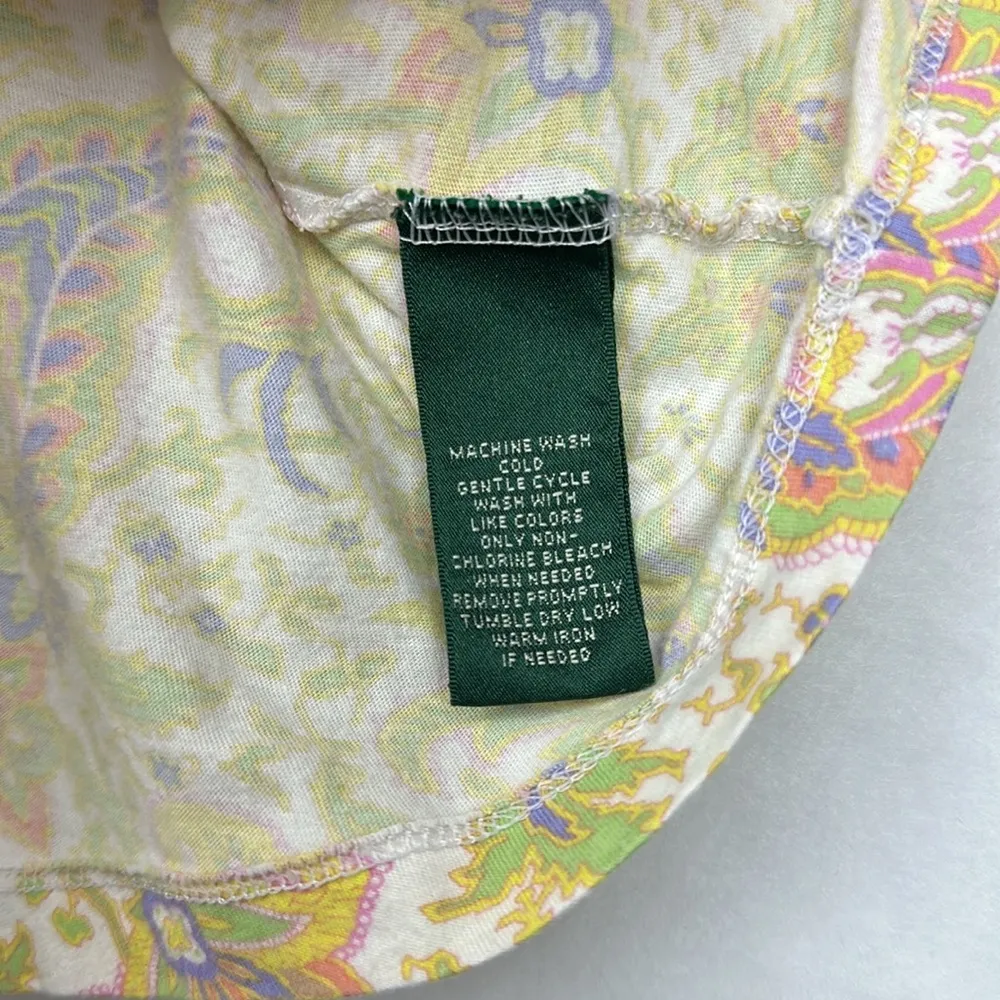 MACHINE WASH
COLD
GENTLE CYCLE
WASH WITH
LIKE COLORS
ONLY NON-
CHLORINE BLEACH
WHEN NEEDED
REMOVE PROMPTLY
TUMBLE DRY LOW
WARM IRON
IF NEEDED